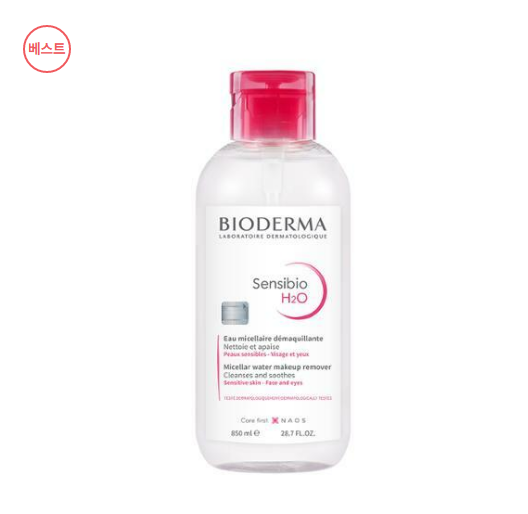 베스트
BIODERMA
LABORATOIRE DERMATOLOGIQUE
Sensibio
H2O
Eau micellaire démaquillante
Nettoie et apaise
Peaux sensibles - Visage et yeux
Micellar water makeup remover
Cleanses and soothes
Sensitive skin - Face and eyes
Care first NAOS
850 ml ℮ 28.7 FL.OZ.